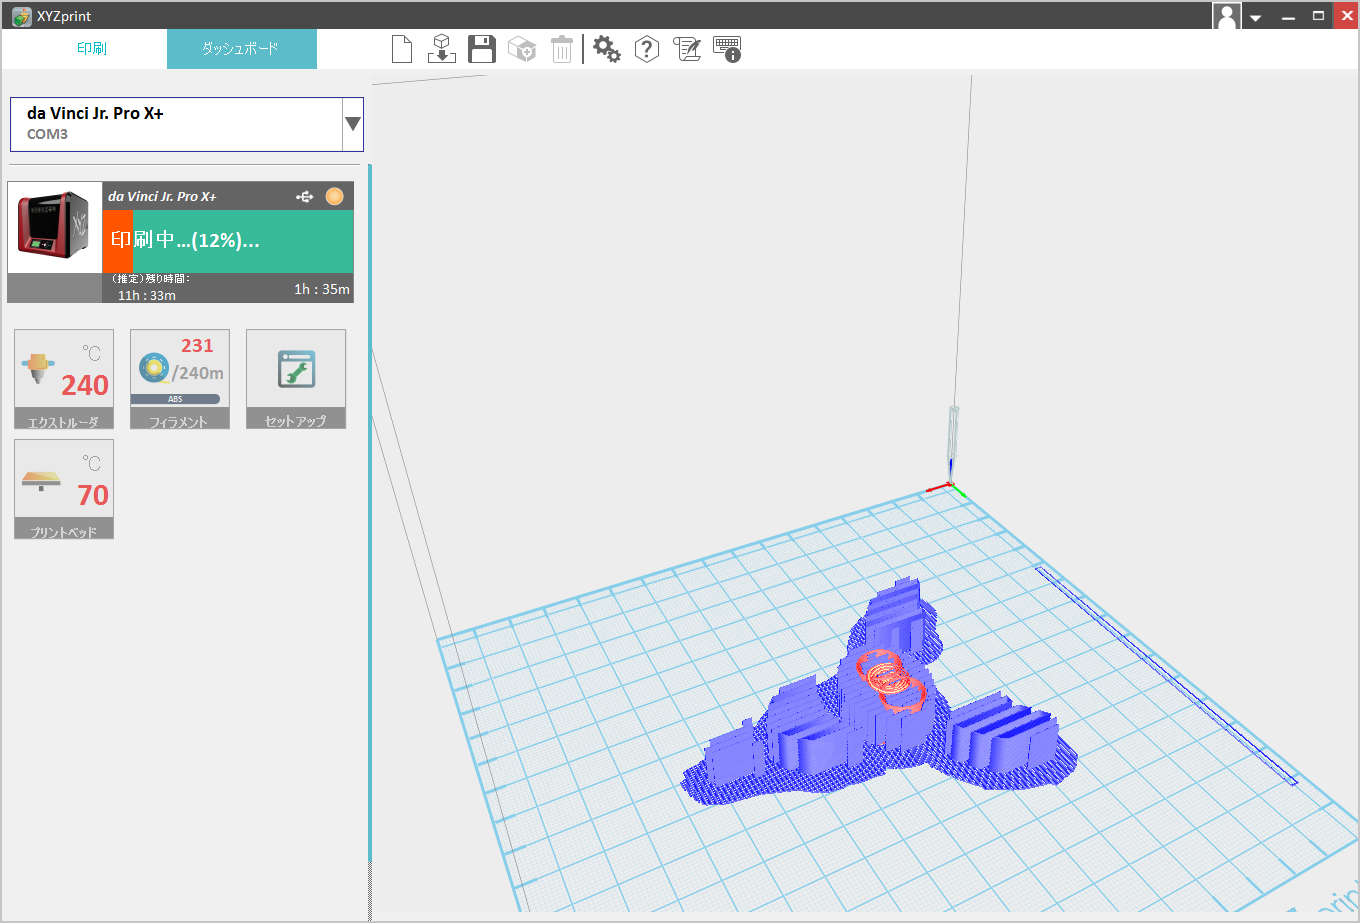 XYZprint
印刷
ダッシュボード
da Vinci Jr. Pro X+
COM3
da Vinci Jr. Pro X+
印刷中...(12%)...
(推定)残り時間:
11h : 33m
1h : 35m
℃
240
エクストルーダ
231
/240m
ABS
フィラメント
セットアップ
℃
70
プリントベッド